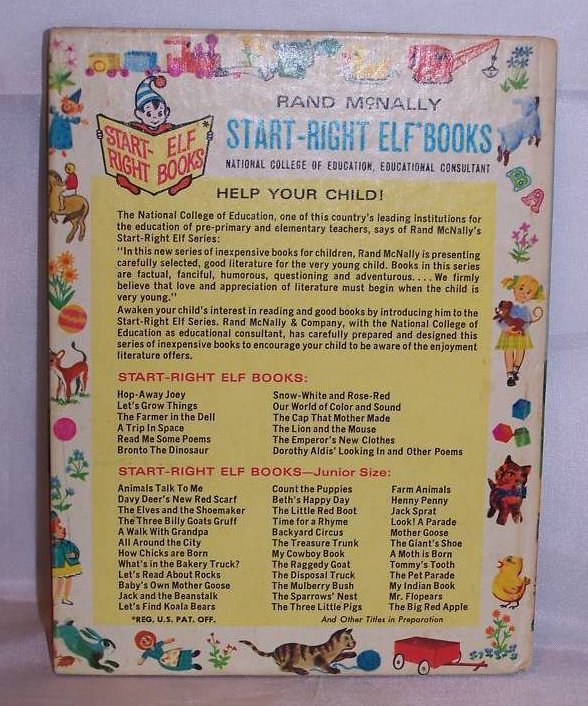 RAND McNALLY
START-RIGHT ELF* BOOKS
START-RIGHT ELF BOOKS
NATIONAL COLLEGE OF EDUCATION, EDUCATIONAL CONSULTANT
HELP YOUR CHILD!
The National College of Education, one of this country's leading institutions for
the education of pre-primary and elementary teachers, says of Rand McNally's
Start-Right Elf Series:
"In this new series of inexpensive books for children, Rand McNally is presenting
carefully selected, good literature for the very young child. Books in this series
are factual, fanciful, humorous, questioning and adventurous.... We firmly
believe that love and appreciation of literature must begin when the child is
very young."
Awaken your child's interest in reading and good books by introducing him to the
Start-Right Elf Series. Rand McNally & Company, with the National College of
Education as educational consultant, has carefully prepared and designed this
series of inexpensive books to encourage your child to be aware of the enjoyment
literature offers.
START-RIGHT ELF BOOKS:
Hop-Away Joey
Let's Grow Things
The Farmer in the Dell
A Trip In Space
Read Me Some Poems
Bronto The Dinosaur
Snow-White and Rose-Red
Our World of Color and Sound
The Cap That Mother Made
The Lion and the Mouse
The Emperor's New Clothes
Dorothy Aldis' Looking In and Other Poems
START-RIGHT ELF BOOKS—Junior Size:
Animals Talk To Me
Davy Deer's New Red Scarf
The Elves and the Shoemaker
The Three Billy Goats Gruff
A Walk With Grandpa
All Around the City
How Chicks are Born
What's in the Bakery Truck?
Let's Read About Rocks
Baby's Own Mother Goose
Jack and the Beanstalk
Let's Find Koala Bears
Count the Puppies
Beth's Happy Day
The Little Red Boot
Time for a Rhyme
Backyard Circus
The Treasure Trunk
My Cowboy Book
The Raggedy Goat
The Disposal Truck
The Mulberry Bush
The Sparrows' Nest
The Three Little Pigs
Farm Animals
Henny Penny
Jack Sprat
Look! A Parade
Mother Goose
The Giant's Shoe
A Moth is Born
Tommy's Tooth
The Pet Parade
My Indian Book
Mr. Flopears
The Big Red Apple
*REG. U.S. PAT. OFF.
And Other Titles in Preparation
B
A